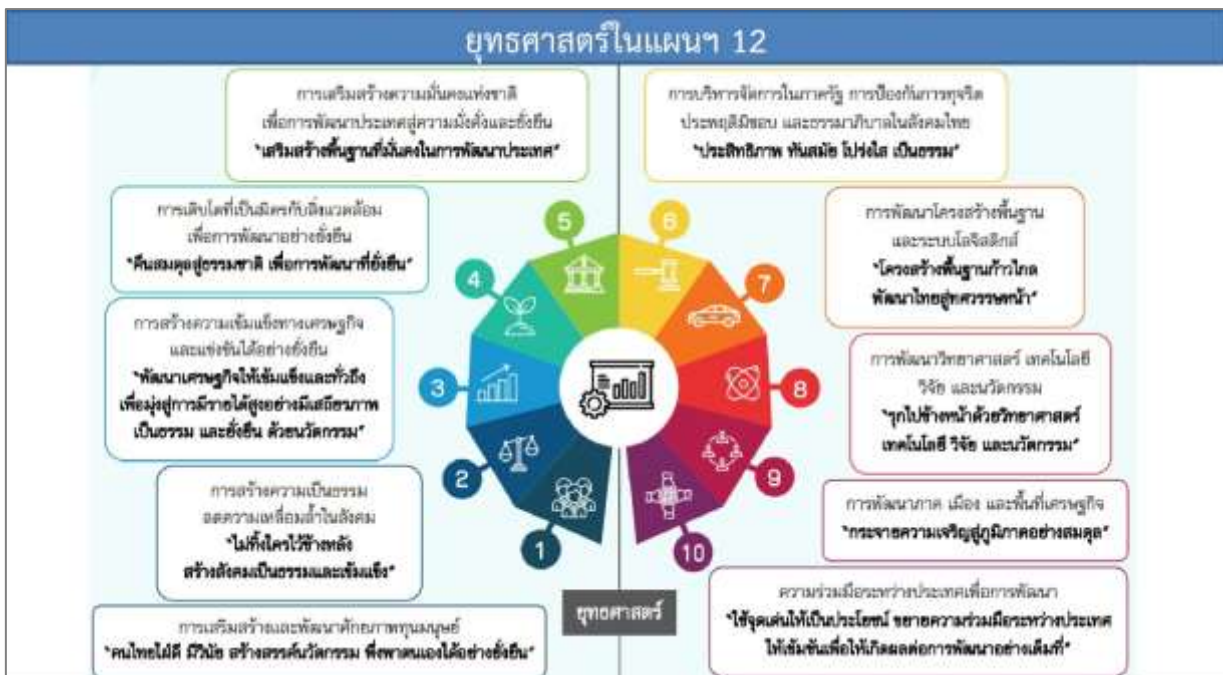 ยุทธศาสตร์ในแผนฯ 12
การเสริมสร้างความมั่นคงแห่งชาติ
เพื่อการพัฒนาประเทศสู่ความมั่งคั่งและยั่งยืน
"เสริมสร้างพื้นฐานที่มั่นคงในการพัฒนาประเทศ"
การเติบโตที่เป็นมิตรกับสิ่งแวดล้อม
เพื่อการพัฒนาอย่างยั่งยืน
"คืนสมดุลสู่ธรรมชาติ เพื่อการพัฒนาที่ยั่งยืน"
การสร้างความเข้มแข็งทางเศรษฐกิจ
และแข่งขันได้อย่างยั่งยืน
"พัฒนาเศรษฐกิจให้เข้มแข็งและทั่วถึง
เพื่อมุ่งสู่การมีรายได้สูงอย่างมีเสถียรภาพ
เป็นธรรม และยั่งยืน ด้วยนวัตกรรม"
การสร้างความเป็นธรรม
ลดความเหลื่อมล้ำในสังคม
"ไม่ทิ้งใครไว้ข้างหลัง
สร้างสังคมเป็นธรรมและเข้มแข็ง"
การเสริมสร้างและพัฒนาศักยภาพทุนมนุษย์
"คนไทยใฝ่ดี มีวินัย สร้างสรรค์นวัตกรรม พึ่งพาตนเองได้อย่างยั่งยืน"
5
4
3
2
1
6
7
8
9
10
ยุทธศาสตร์
การบริหารจัดการในภาครัฐ การป้องกันการทุจริต
ประพฤติมิชอบ และธรรมาภิบาลในสังคมไทย
"ประสิทธิภาพ ทันสมัย โปร่งใส เป็นธรรม"
การพัฒนาโครงสร้างพื้นฐาน
และระบบโลจิสติกส์
"โครงสร้างพื้นฐานก้าวไกล
พัฒนาไทยสู่ทศวรรษหน้า"
การพัฒนาวิทยาศาสตร์ เทคโนโลยี
วิจัย และนวัตกรรม
"รุกไปข้างหน้าด้วยวิทยาศาสตร์
เทคโนโลยี วิจัย และนวัตกรรม"
การพัฒนาภาค เมือง และพื้นที่เศรษฐกิจ
"กระจายความเจริญสู่ภูมิภาคอย่างสมดุล"
ความร่วมมือระหว่างประเทศเพื่อการพัฒนา
"ใช้จุดเด่นให้เป็นประโยชน์ ขยายความร่วมมือระหว่างประเทศ
ให้เข้มข้นเพื่อให้เกิดผลต่อการพัฒนาอย่างเต็มที่"